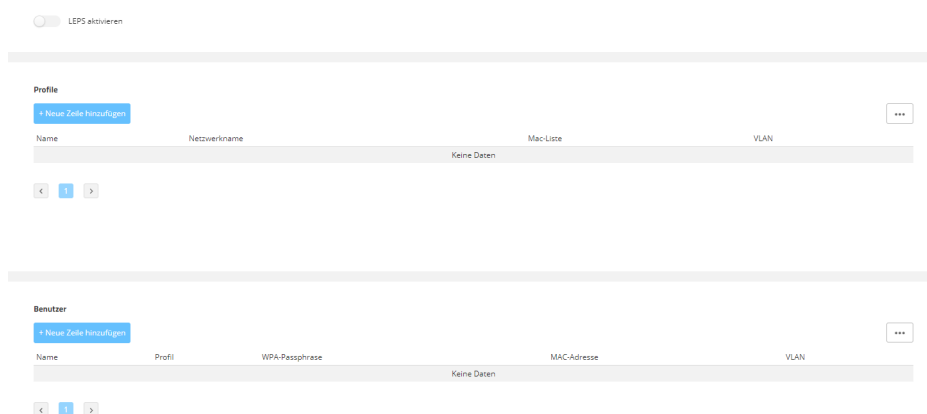 LEPS aktivieren
Profile
+ Neue Zeile hinzufügen
•••
Name Netzwerkname Mac-Liste VLAN
Keine Daten
‹ 1 ›
Benutzer
+ Neue Zeile hinzufügen
•••
Name Profil WPA-Passphrase MAC-Adresse VLAN
Keine Daten
‹ 1 ›